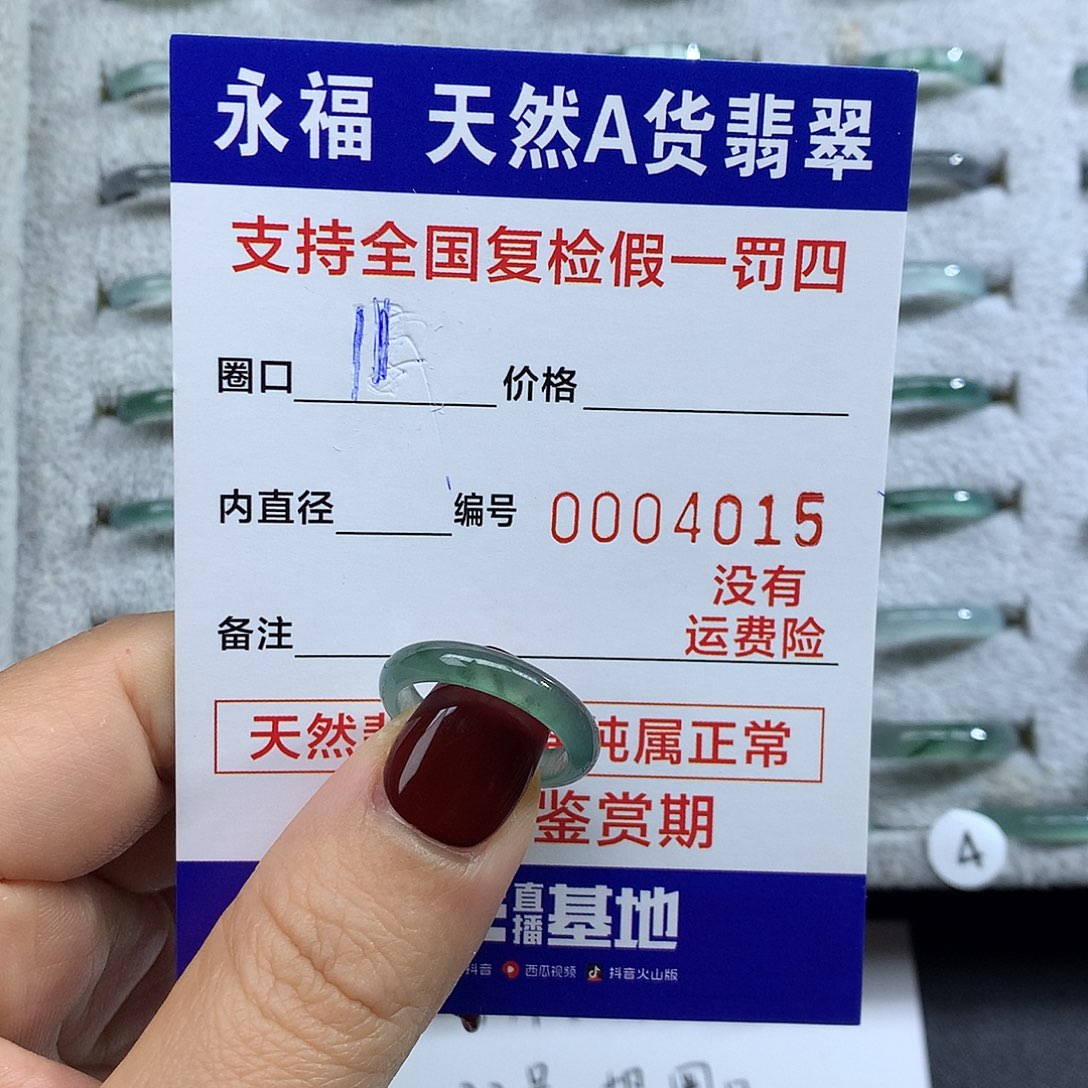 永福 天然A货翡翠
支持全国复检假一罚四
圈口 11 价格
内直径 编号 0004015
没有
备注 运费险
天然 纯属正常
鉴赏期
直播基地
抖音 西瓜视频 抖音火山版
4